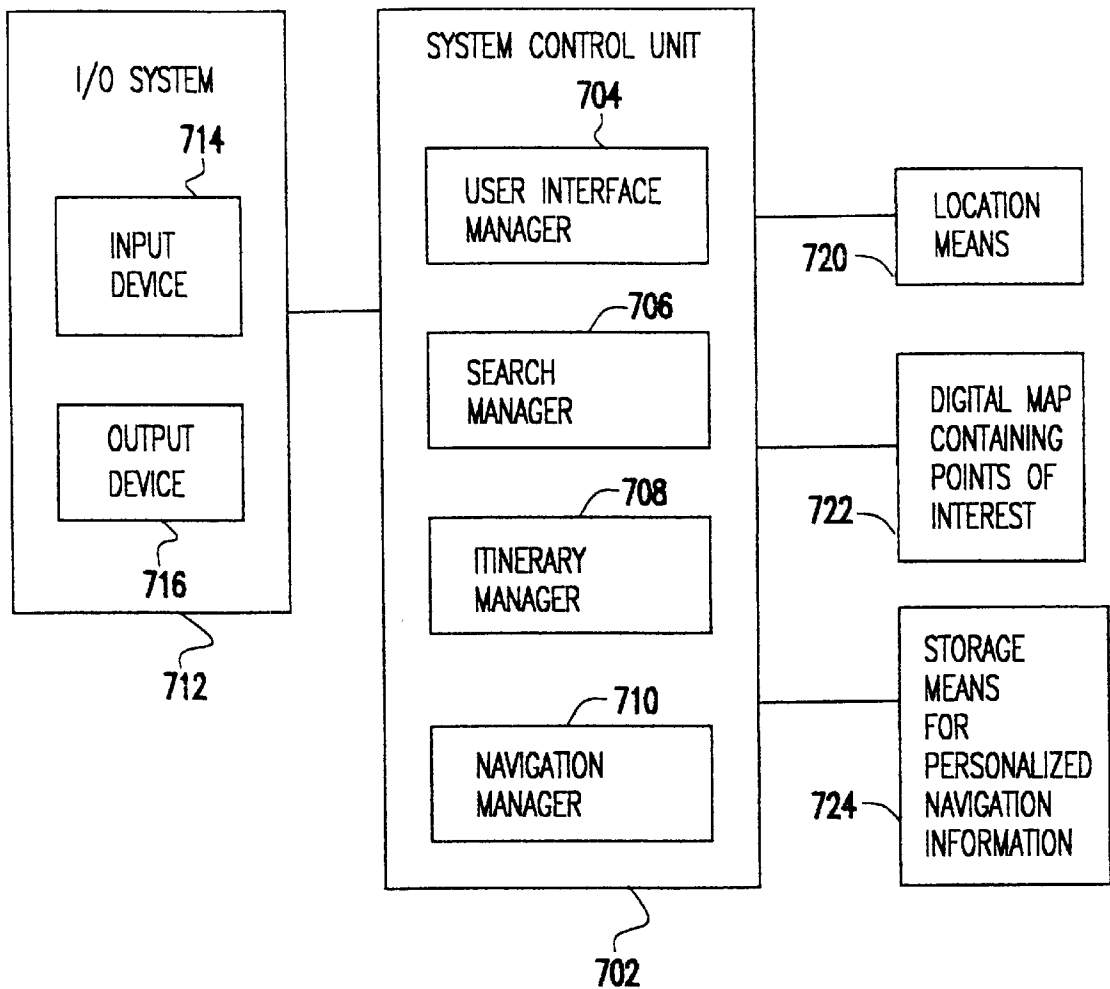 I/O SYSTEM
714
INPUT
DEVICE
OUTPUT
DEVICE
716
712
SYSTEM CONTROL UNIT
704
USER INTERFACE
MANAGER
706
SEARCH
MANAGER
708
ITINERARY
MANAGER
710
NAVIGATION
MANAGER
702
LOCATION
MEANS
720
DIGITAL MAP
CONTAINING
POINTS OF
INTEREST
722
STORAGE
MEANS
FOR
PERSONALIZED
NAVIGATION
INFORMATION
724